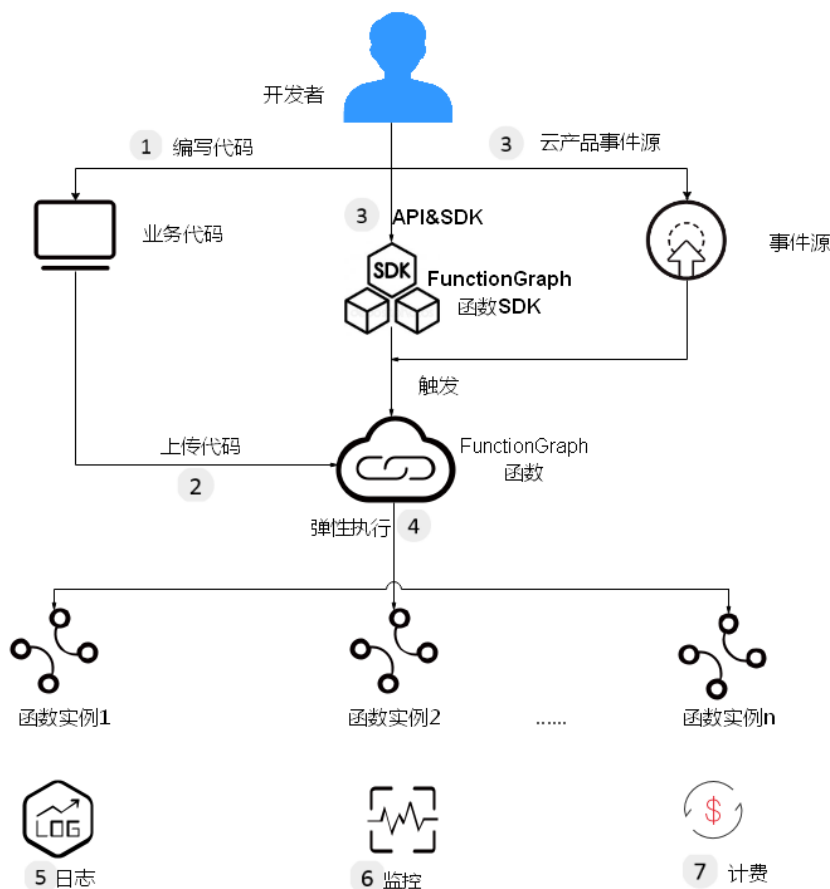 开发者
1 编写代码
3 云产品事件源
业务代码
3 API&SDK
事件源
SDK
FunctionGraph
函数SDK
触发
上传代码
2
FunctionGraph
函数
弹性执行 4
函数实例1
函数实例2
......
函数实例n
LOG
$
5 日志
6 监控
7 计费